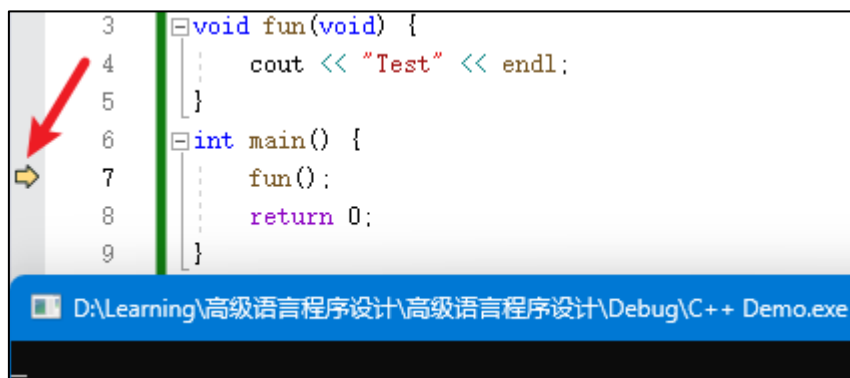 3 void fun(void) {
4 cout << "Test" << endl;
5 }
6 int main() {
7 fun();
8 return 0;
9 }
D:\Learning\高级语言程序设计\高级语言程序设计\Debug\C++ Demo.exe